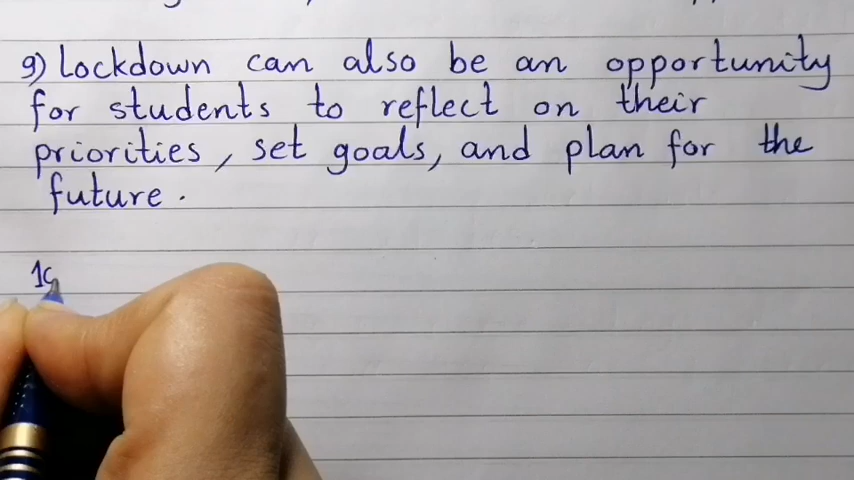 9) Lockdown can also be an opportunity
for students to reflect on their
priorities, set goals, and plan for the
future.